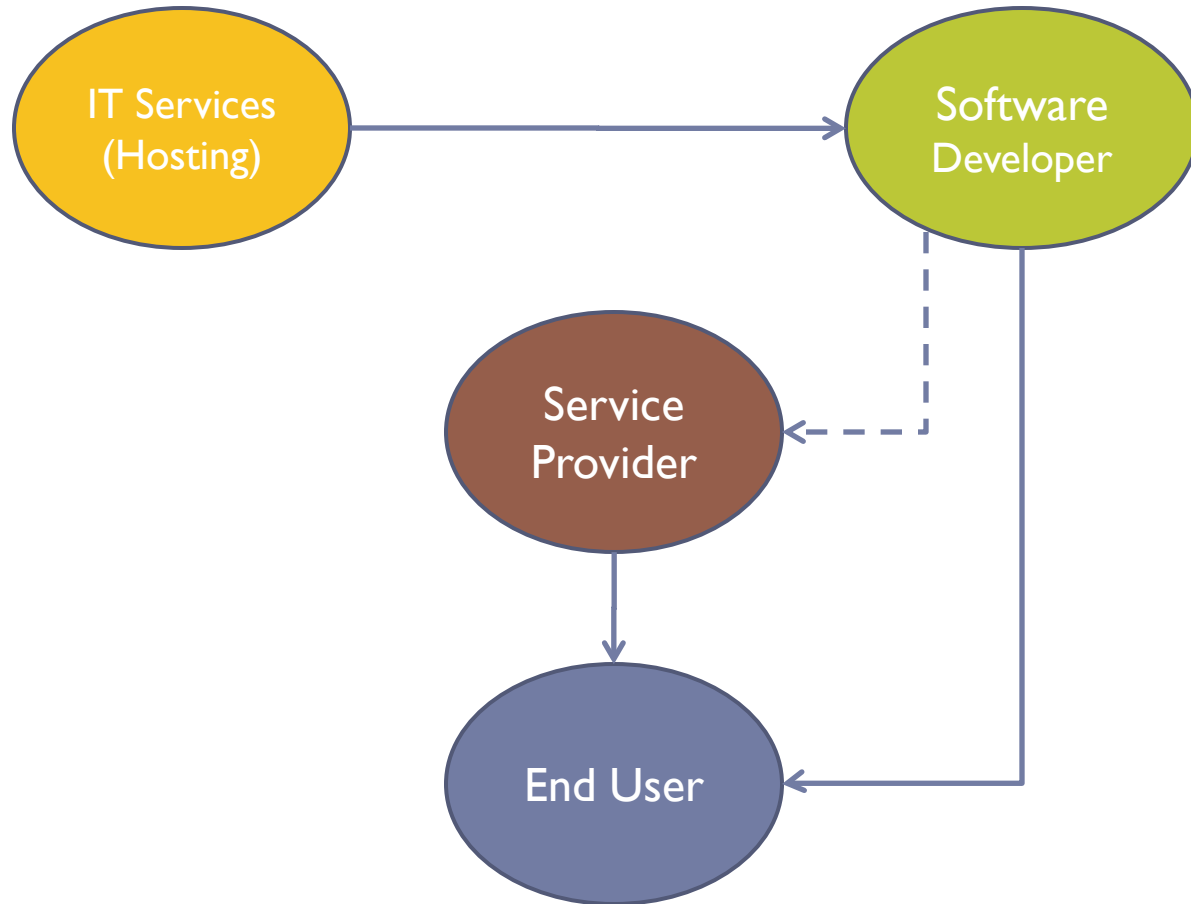 IT Services
(Hosting)
Software
Developer
Service
Provider
End User